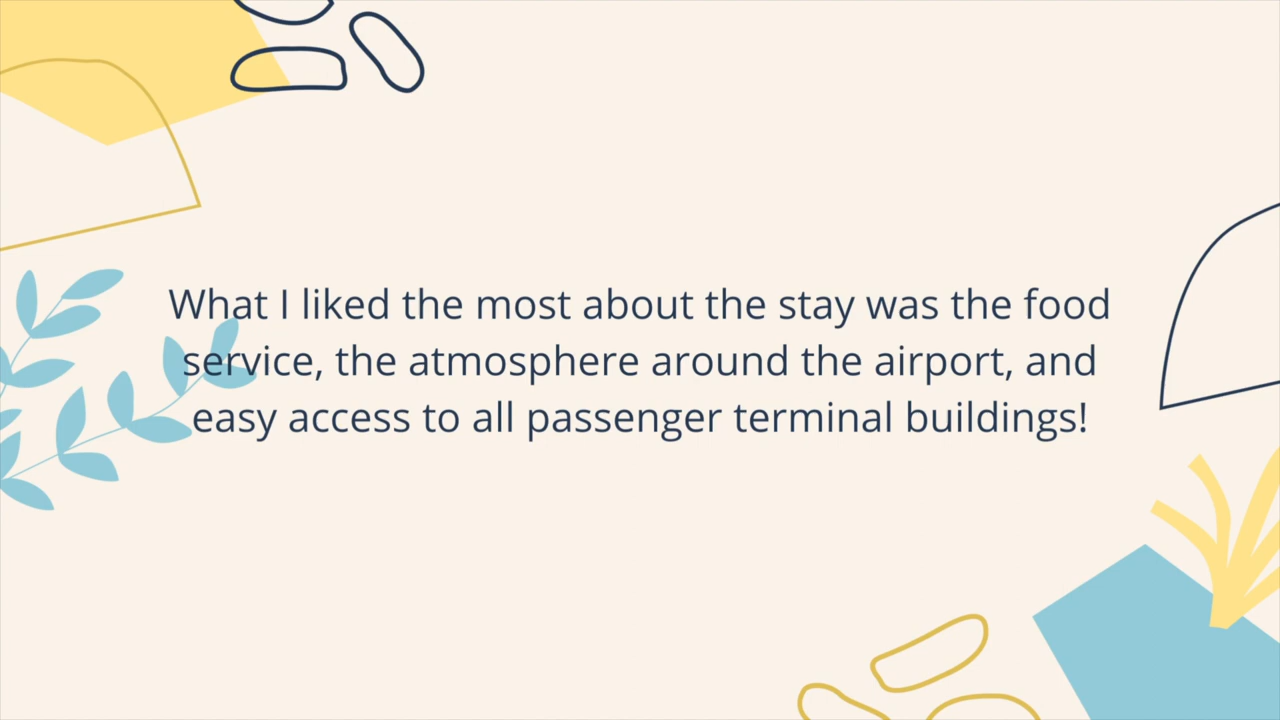 What I liked the most about the stay was the food
service, the atmosphere around the airport, and
easy access to all passenger terminal buildings!